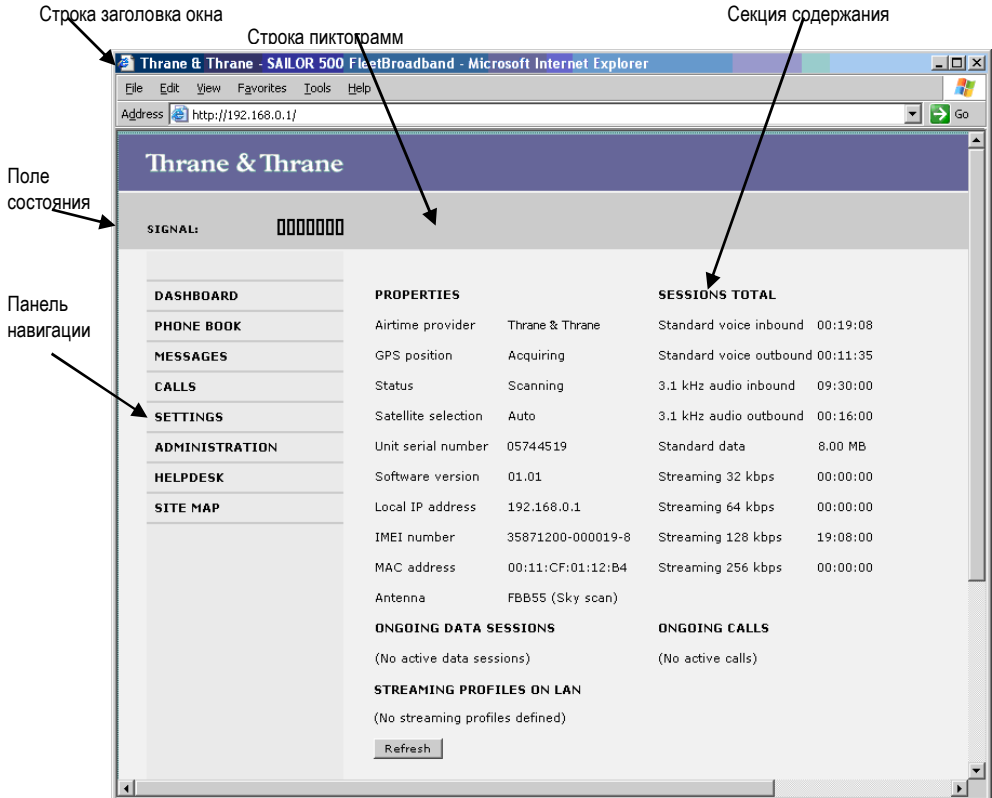 Строка заголовка окна
Секция содержания
Строка пиктограмм
Thrane & Thrane - SAILOR 500 FleetBroadband - Microsoft Internet Explorer
File Edit View Favorites Tools Help
Address http://192.168.0.1/ Go
Thrane & Thrane
Поле
состояния
SIGNAL:
Панель
навигации
DASHBOARD
PHONE BOOK
MESSAGES
CALLS
SETTINGS
ADMINISTRATION
HELPDESK
SITE MAP
PROPERTIES
Airtime provider Thrane & Thrane
GPS position Acquiring
Status Scanning
Satellite selection Auto
Unit serial number 05744519
Software version 01.01
Local IP address 192.168.0.1
IMEI number 35871200-000019-8
MAC address 00:11:CF:01:12:B4
Antenna FBB55 (Sky scan)
SESSIONS TOTAL
Standard voice inbound 00:19:08
Standard voice outbound 00:11:35
3.1 kHz audio inbound 09:30:00
3.1 kHz audio outbound 00:16:00
Standard data 8.00 MB
Streaming 32 kbps 00:00:00
Streaming 64 kbps 00:00:00
Streaming 128 kbps 19:08:00
Streaming 256 kbps 00:00:00
ONGOING DATA SESSIONS
(No active data sessions)
ONGOING CALLS
(No active calls)
STREAMING PROFILES ON LAN
(No streaming profiles defined)
Refresh